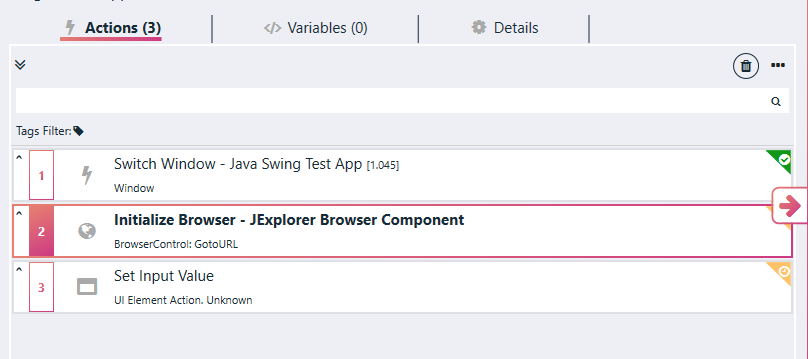 Actions (3)
Variables (0)
Details
Tags Filter:
1
Switch Window - Java Swing Test App [1.045]
Window
2
Initialize Browser - JExplorer Browser Component
BrowserControl: GotoURL
3
Set Input Value
UI Element Action. Unknown